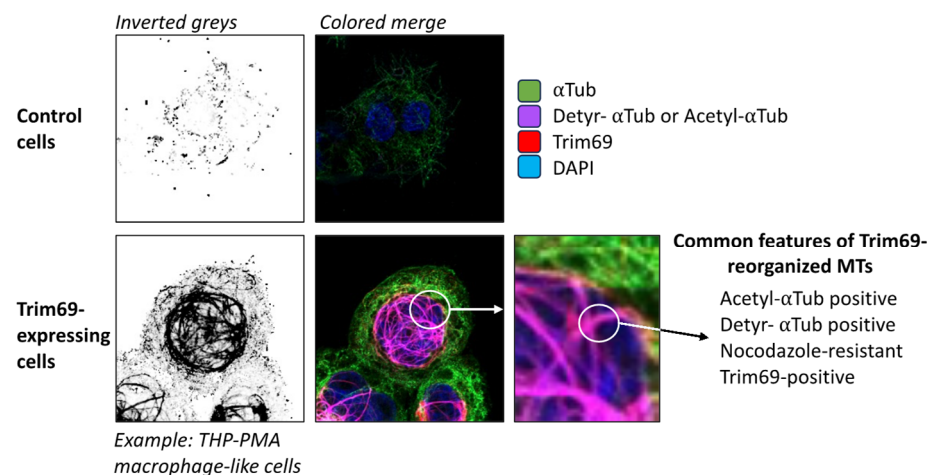 Inverted greys
Colored merge
Control
cells
αTub
Detyr- αTub or Acetyl-αTub
Trim69
DAPI
Trim69-
expressing
cells
Common features of Trim69-
reorganized MTs
Acetyl-αTub positive
Detyr- αTub positive
Nocodazole-resistant
Trim69-positive
Example: THP-PMA
macrophage-like cells